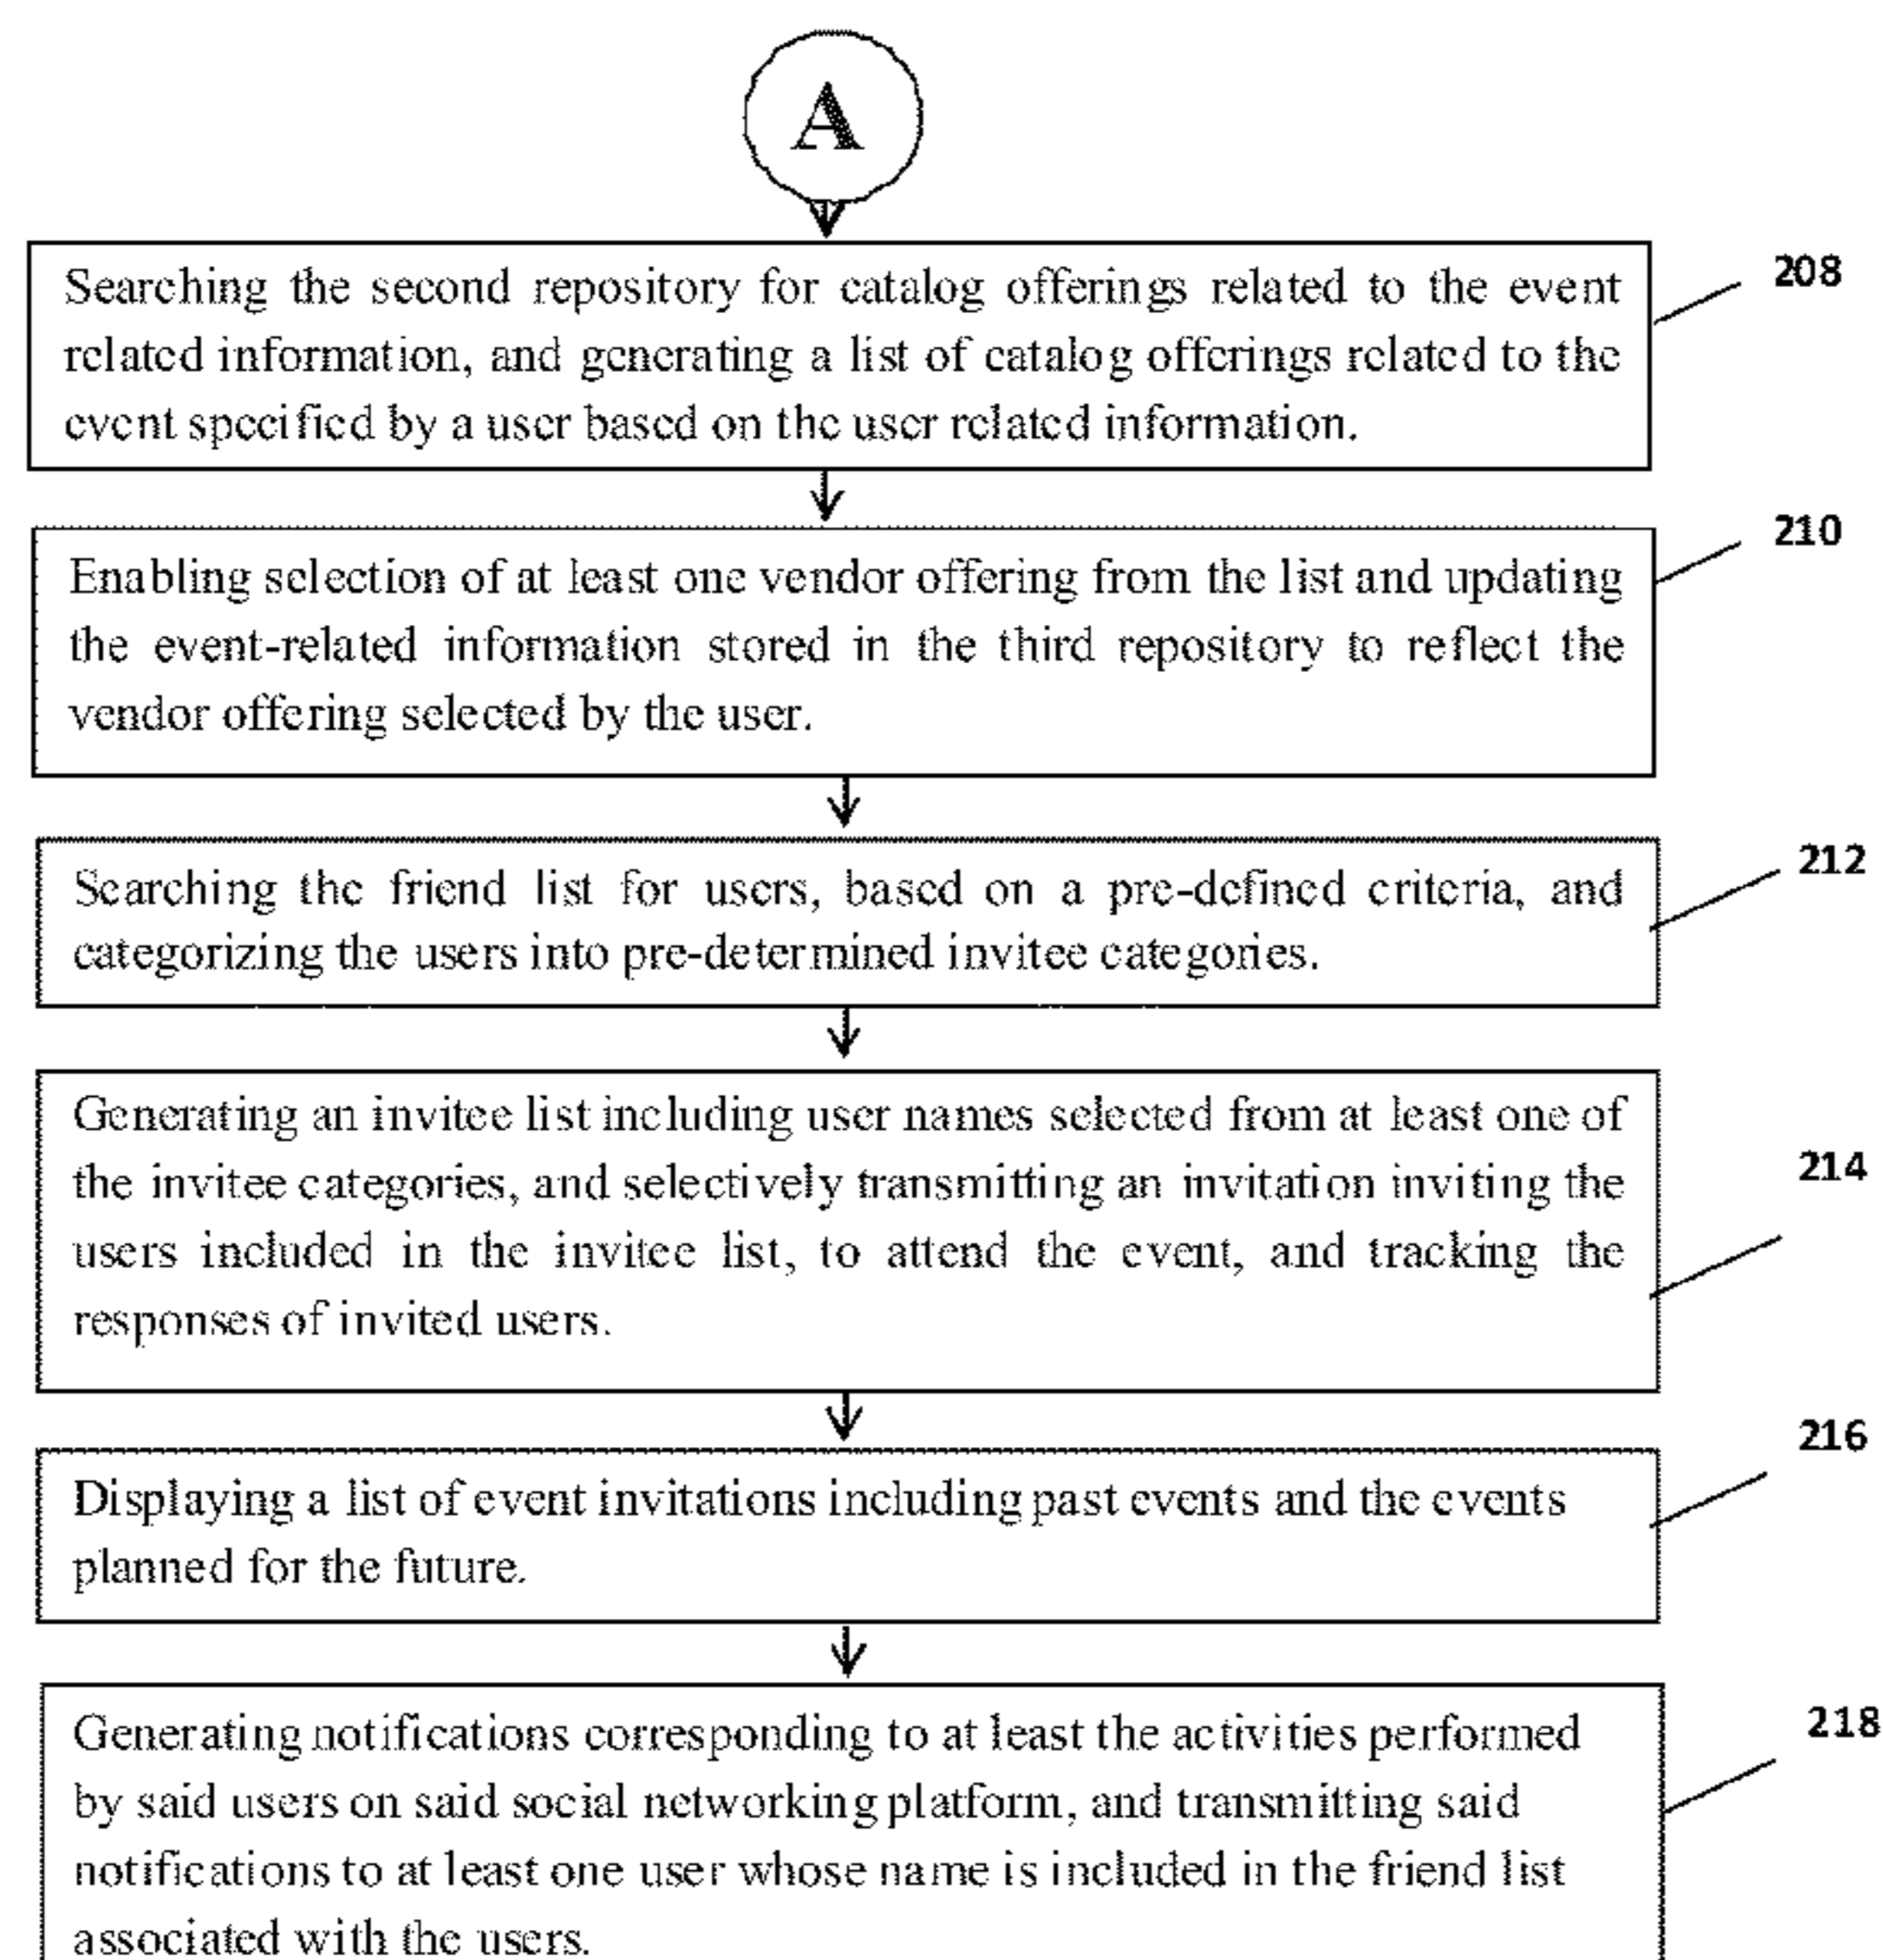 A
208
Searching the second repository for catalog offerings related to the event
related information, and generating a list of catalog offerings related to the
event specified by a user based on the user related information.
210
Enabling selection of at least one vendor offering from the list and updating
the event-related information stored in the third repository to reflect the
vendor offering selected by the user.
212
Searching the friend list for users, based on a pre-defined criteria, and
categorizing the users into pre-determined invitee categories.
214
Generating an invitee list including user names selected from at least one of
the invitee categories, and selectively transmitting an invitation inviting the
users included in the invitee list, to attend the event, and tracking the
responses of invited users.
216
Displaying a list of event invitations including past events and the events
planned for the future.
218
Generating notifications corresponding to at least the activities performed
by said users on said social networking platform, and transmitting said
notifications to at least one user whose name is included in the friend list
associated with the users.